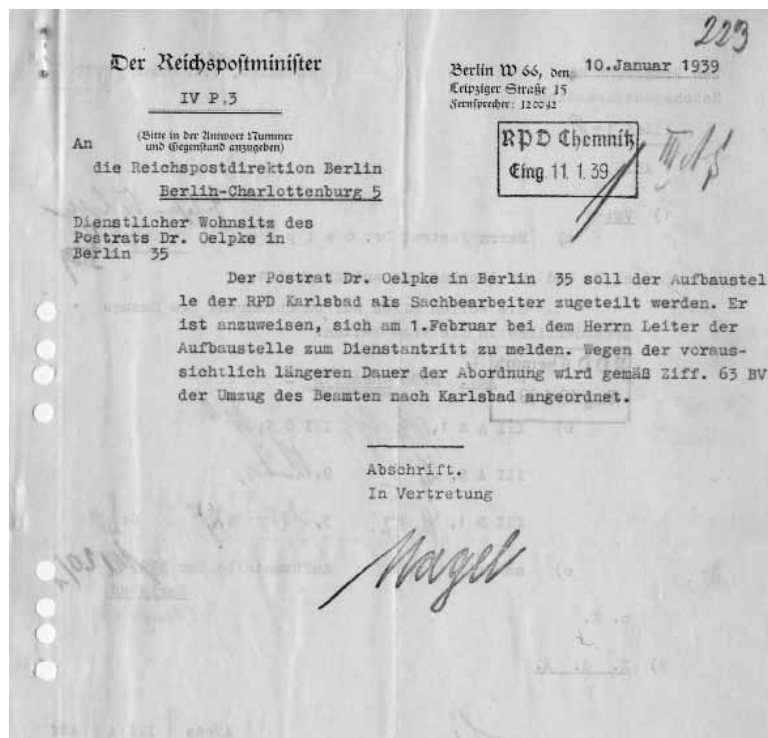 223
Der Reichspostminister
IV P.3
(Bitte in der Antwort Nummer
und Gegenstand anzugeben)
Berlin W 66, den 10.Januar 1939
Leipziger Straße 15
Fernsprecher: 120042
RPD Chemnitz
Eing. 11. 1. 39
An
die Reichspostdirektion Berlin
Berlin-Charlottenburg 5
Dienstlicher Wohnsitz des
Postrats Dr. Oelpke in
Berlin 35
Der Postrat Dr. Oelpke in Berlin 35 soll der Aufbaustel
le der RPD Karlsbad als Sachbearbeiter zugeteilt werden. Er
ist anzuweisen, sich am 1.Februar bei dem Herrn Leiter der
Aufbaustelle zum Dienstantritt zu melden. Wegen der voraus-
sichtlich längeren Dauer der Abordnung wird gemäß Ziff. 63 BV
der Umzug des Beamten nach Karlsbad angeordnet.
Abschrift.
In Vertretung
Nagel